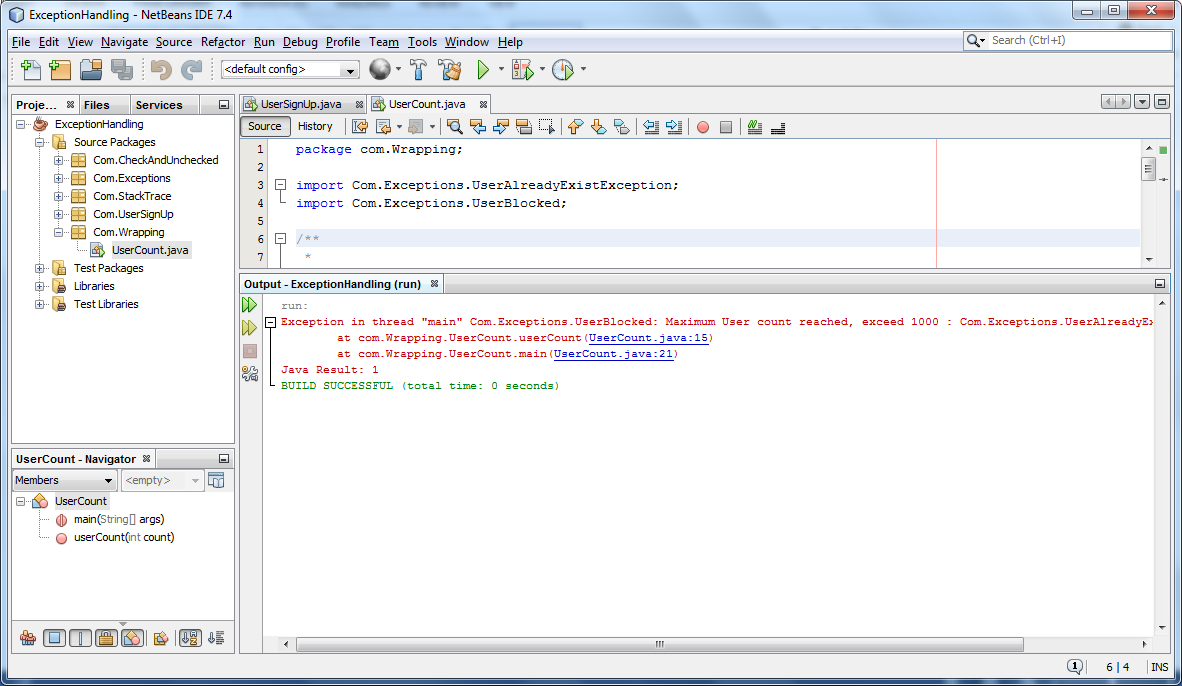 ExceptionHandling - NetBeans IDE 7.4
File Edit View Navigate Source Refactor Run Debug Profile Team Tools Window Help
Search (Ctrl+I)
<default config>
Proje... Files Services
ExceptionHandling
Source Packages
Com.CheckAndUnchecked
Com.Exceptions
Com.StackTrace
Com.UserSignUp
Com.Wrapping
UserCount.java
Test Packages
Libraries
Test Libraries
UserCount - Navigator
Members <empty>
UserCount
main(String[] args)
userCount(int count)
UserSignUp.java UserCount.java
Source History
1 package com.Wrapping;
2
3 import Com.Exceptions.UserAlreadyExistException;
4 import Com.Exceptions.UserBlocked;
5
6 /**
7 *
Output - ExceptionHandling (run)
run:
Exception in thread "main" Com.Exceptions.UserBlocked: Maximum User count reached, exceed 1000 : Com.Exceptions.UserAlreadyEx
at com.Wrapping.UserCount.userCount(UserCount.java:15)
at com.Wrapping.UserCount.main(UserCount.java:21)
Java Result: 1
BUILD SUCCESSFUL (total time: 0 seconds)
1 6 | 4 INS